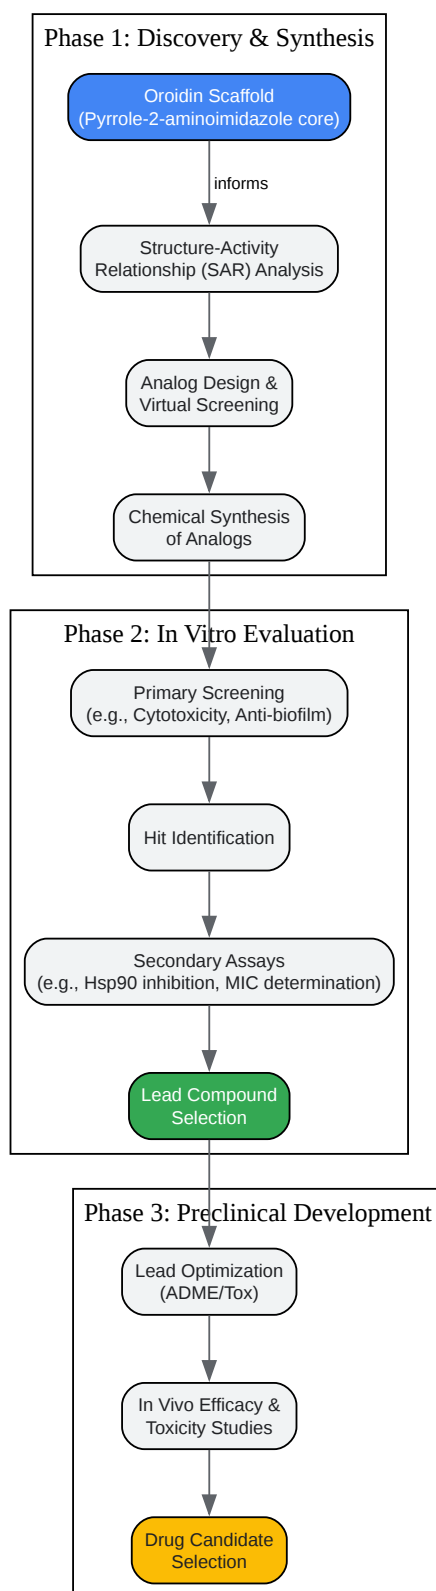 Phase 1: Discovery & Synthesis
Oroidin Scaffold
(Pyrrole-2-aminoimidazole core)
informs
Structure-Activity
Relationship (SAR) Analysis
Analog Design &
Virtual Screening
Chemical Synthesis
of Analogs
Phase 2: In Vitro Evaluation
Primary Screening
(e.g., Cytotoxicity, Anti-biofilm)
Hit Identification
Secondary Assays
(e.g., Hsp90 inhibition, MIC determination)
Lead Compound
Selection
Phase 3: Preclinical Development
Lead Optimization
(ADME/Tox)
In Vivo Efficacy &
Toxicity Studies
Drug Candidate
Selection